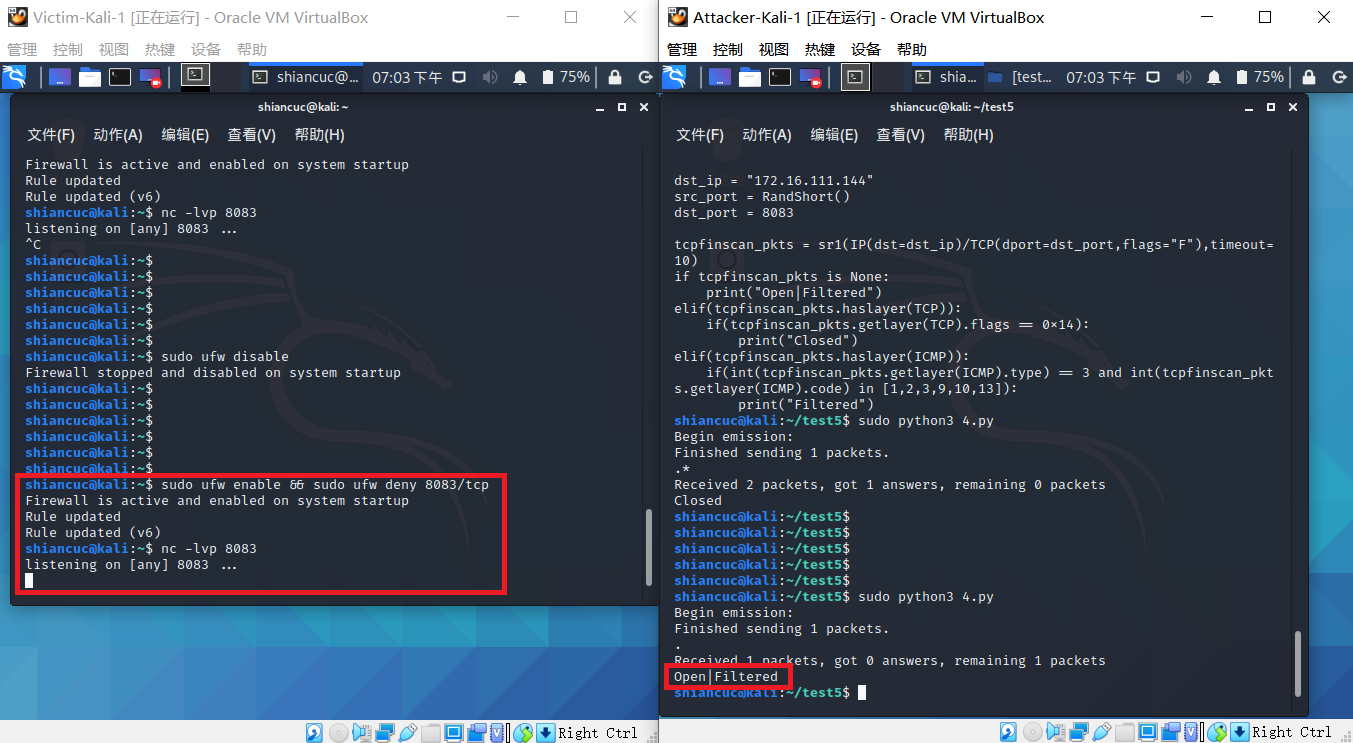 Victim-Kali-1 [正在运行] - Oracle VM VirtualBox
管理 控制 视图 热键 设备 帮助
shiancuc@... 07:03 下午 75%
shiancuc@kali: ~
文件(F) 动作(A) 编辑(E) 查看(V) 帮助(H)
Firewall is active and enabled on system startup
Rule updated
Rule updated (v6)
shiancuc@kali:~$ nc -lvp 8083
listening on [any] 8083 ...
^C
shiancuc@kali:~$
shiancuc@kali:~$
shiancuc@kali:~$
shiancuc@kali:~$
shiancuc@kali:~$
shiancuc@kali:~$
shiancuc@kali:~$ sudo ufw disable
Firewall stopped and disabled on system startup
shiancuc@kali:~$
shiancuc@kali:~$
shiancuc@kali:~$
shiancuc@kali:~$
shiancuc@kali:~$
shiancuc@kali:~$
shiancuc@kali:~$ sudo ufw enable && sudo ufw deny 8083/tcp
Firewall is active and enabled on system startup
Rule updated
Rule updated (v6)
shiancuc@kali:~$ nc -lvp 8083
listening on [any] 8083 ...
Right Ctrl
Attacker-Kali-1 [正在运行] - Oracle VM VirtualBox
管理 控制 视图 热键 设备 帮助
shia... [test... 07:03 下午 75%
shiancuc@kali: ~/test5
文件(F) 动作(A) 编辑(E) 查看(V) 帮助(H)
dst_ip = "172.16.111.144"
src_port = RandShort()
dst_port = 8083
tcpfinscan_pkts = sr1(IP(dst=dst_ip)/TCP(dport=dst_port,flags="F"),timeout=
10)
if tcpfinscan_pkts is None:
    print("Open|Filtered")
elif(tcpfinscan_pkts.haslayer(TCP)):
    if(tcpfinscan_pkts.getlayer(TCP).flags == 0×14):
        print("Closed")
elif(tcpfinscan_pkts.haslayer(ICMP)):
    if(int(tcpfinscan_pkts.getlayer(ICMP).type) == 3 and int(tcpfinscan_pkt
s.getlayer(ICMP).code) in [1,2,3,9,10,13]):
        print("Filtered")
shiancuc@kali:~/test5$ sudo python3 4.py
Begin emission:
Finished sending 1 packets.
.*
Received 2 packets, got 1 answers, remaining 0 packets
Closed
shiancuc@kali:~/test5$
shiancuc@kali:~/test5$
shiancuc@kali:~/test5$
shiancuc@kali:~/test5$
shiancuc@kali:~/test5$
shiancuc@kali:~/test5$ sudo python3 4.py
Begin emission:
Finished sending 1 packets.
.
Received 1 packets, got 0 answers, remaining 1 packets
Open|Filtered
shiancuc@kali:~/test5$
Right Ctrl